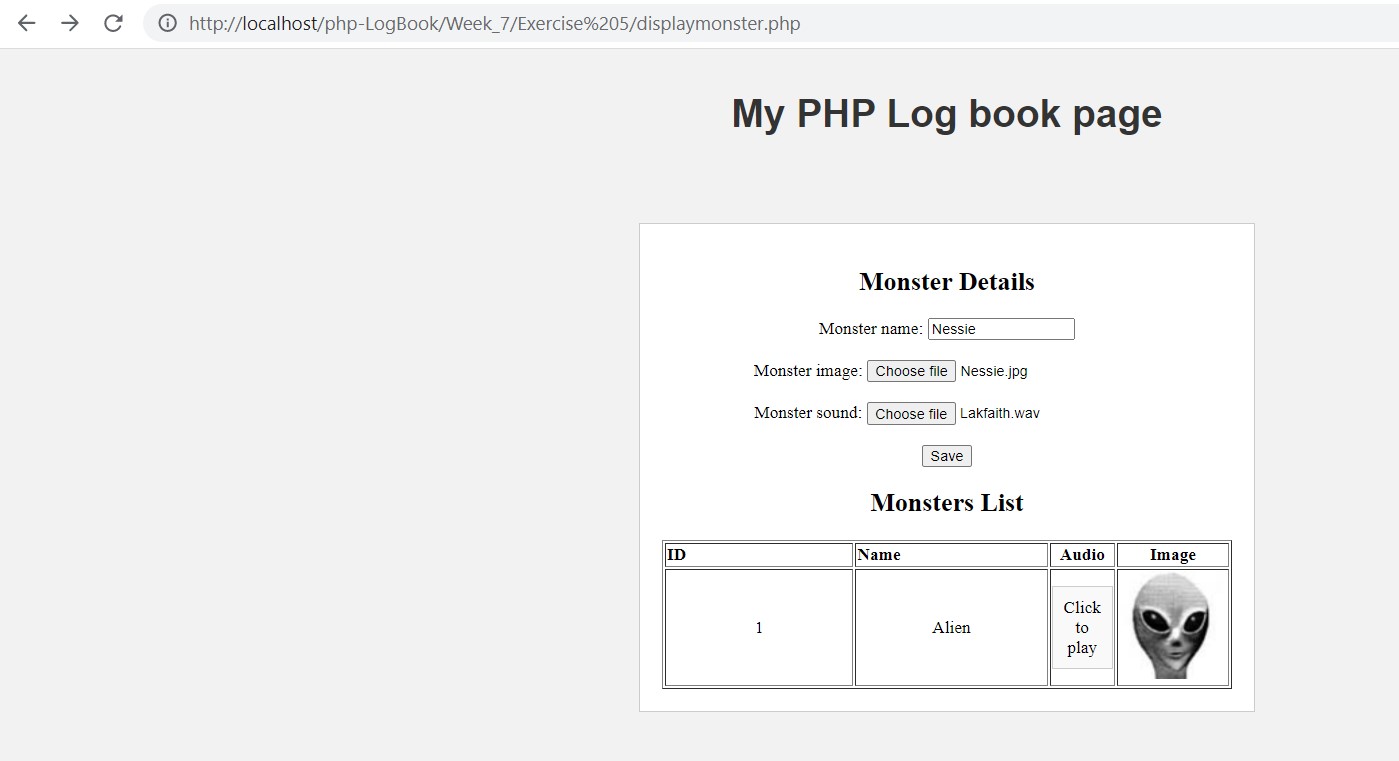 http://localhost/php-LogBook/Week_7/Exercise%205/displaymonster.php
My PHP Log book page
Monster Details
Monster name: Nessie
Monster image: Choose file Nessie.jpg
Monster sound: Choose file Lakfaith.wav
Save
Monsters List
ID Name Audio Image
1 Alien Click
to
play